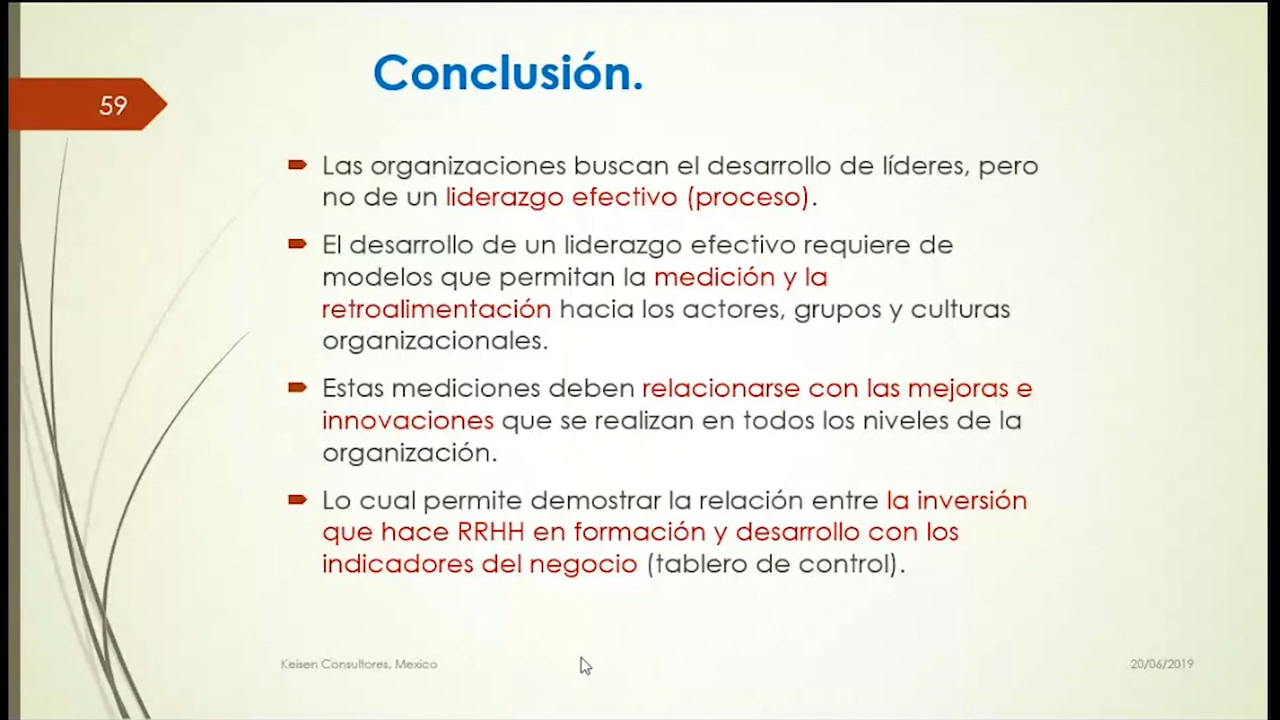 Conclusión.
59
Las organizaciones buscan el desarrollo de líderes, pero
no de un liderazgo efectivo (proceso).
El desarrollo de un liderazgo efectivo requiere de
modelos que permitan la medición y la
retroalimentación hacia los actores, grupos y culturas
organizacionales.
Estas mediciones deben relacionarse con las mejoras e
innovaciones que se realizan en todos los niveles de la
organización.
Lo cual permite demostrar la relación entre la inversión
que hace RRHH en formación y desarrollo con los
indicadores del negocio (tablero de control).
Keisen Consultores, Mexico
20/06/2019